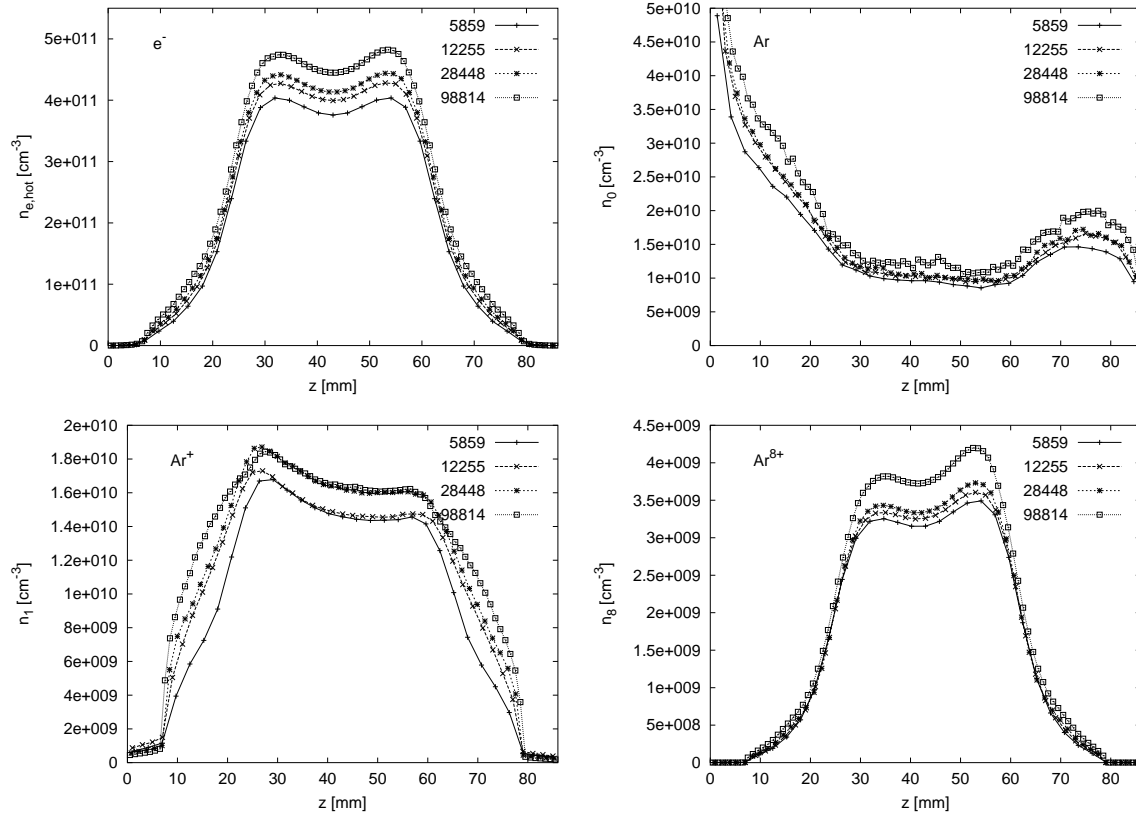 e-
n_e,hot [cm^-3]
5e+011
4e+011
3e+011
2e+011
1e+011
0
0 10 20 30 40 50 60 70 80
z [mm]
5859
12255
28448
98814
Ar
n_0 [cm^-3]
5e+010
4.5e+010
4e+010
3.5e+010
3e+010
2.5e+010
2e+010
1.5e+010
1e+010
5e+009
0
0 10 20 30 40 50 60 70 80
z [mm]
5859
12255
28448
98814
Ar+
n_1 [cm^-3]
2e+010
1.8e+010
1.6e+010
1.4e+010
1.2e+010
1e+010
8e+009
6e+009
4e+009
2e+009
0
0 10 20 30 40 50 60 70 80
z [mm]
5859
12255
28448
98814
Ar^8+
n_8 [cm^-3]
4.5e+009
4e+009
3.5e+009
3e+009
2.5e+009
2e+009
1.5e+009
1e+009
5e+008
0
0 10 20 30 40 50 60 70 80
z [mm]
5859
12255
28448
98814